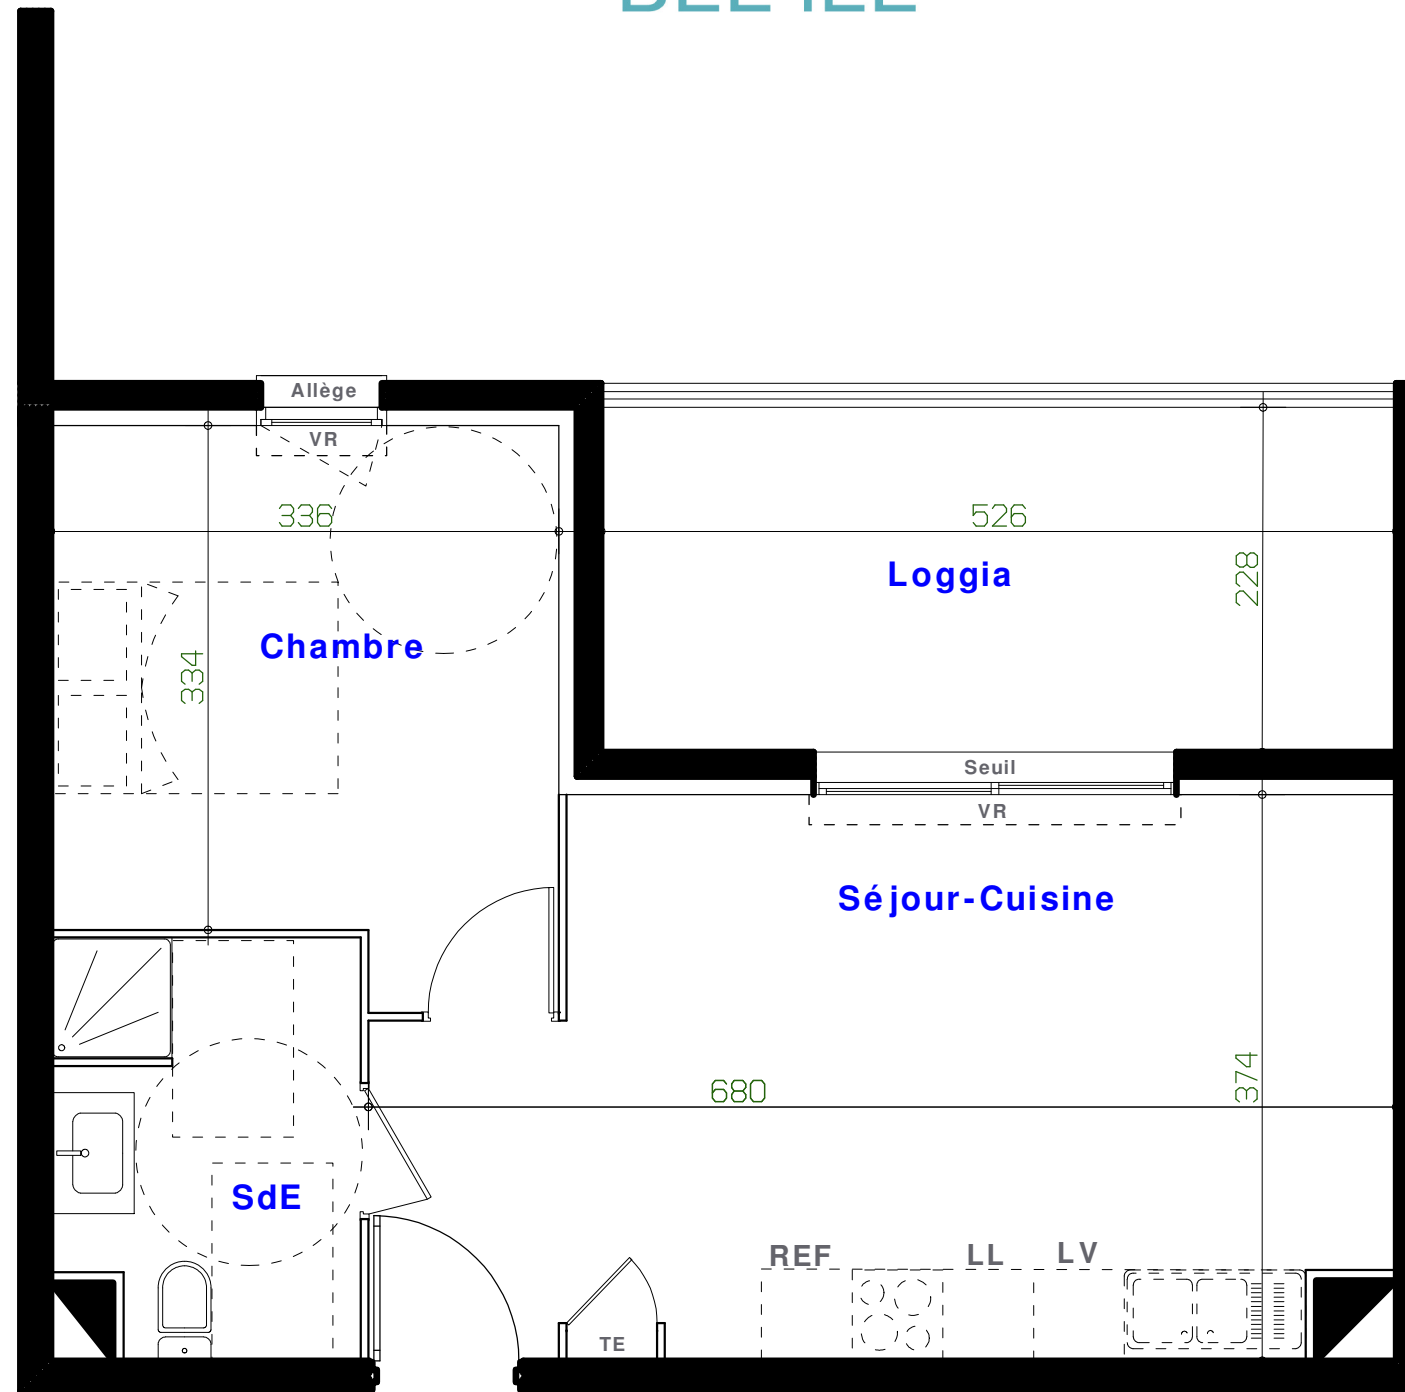 Allège
VR
336
526
Loggia
228
Chambre
334
Seuil
VR
Séjour-Cuisine
680
374
SdE
REF
LL
LV
TE